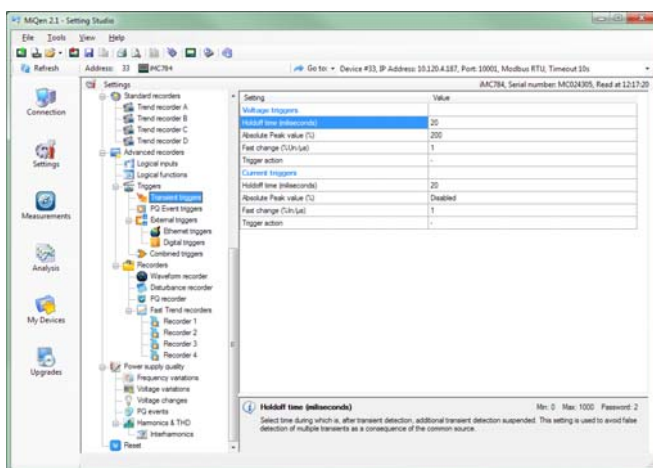 MiQen 2.1 - Setting Studio
File Tools View Help
Refresh Address: 33 iMC784 Go to: Device #33, IP Address: 10.120.4.187, Port: 10001, Modbus RTU, Timeout 10s
Settings iMC784, Serial number: MC024305, Read at 12:17:20
Connection
Settings
Measurements
Analysis
My Devices
Upgrades
Standard recorders
Trend recorder A
Trend recorder B
Trend recorder C
Trend recorder D
Advanced recorders
Logical inputs
Logical functions
Triggers
Transient triggers
PQ Event triggers
External triggers
Ethernet triggers
Digital triggers
Combined triggers
Recorders
Waveform recorder
Disturbance recorder
PQ recorder
Fast Trend recorders
Recorder 1
Recorder 2
Recorder 3
Recorder 4
Power supply quality
Frequency variations
Voltage variations
Voltage changes
PQ events
Harmonics & THD
Interharmonics
Reset
Setting Value
Voltage triggers
Holdoff time (miliseconds) 20
Absolute Peak value (%) 200
Fast change (%Un/µs) 1
Trigger action -
Current triggers
Holdoff time (miliseconds) 20
Absolute Peak value (%) Disabled
Fast change (%In/µs) 1
Trigger action -
Holdoff time (miliseconds) Min: 0 Max: 1000 Password: 2
Select time during which is, after transient detection, additional transient detection suspended. This setting is used to avoid false
detection of multiple transients as a consequence of the common source.